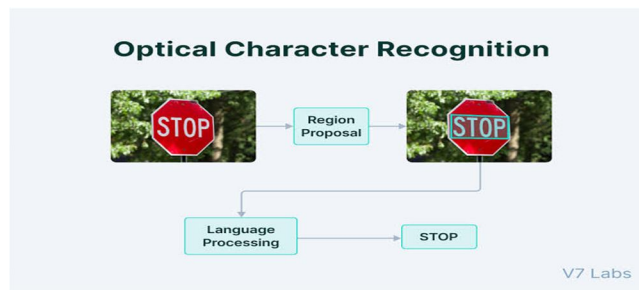 Optical Character Recognition
STOP
Region
Proposal
STOP
Language
Processing
STOP
V7 Labs